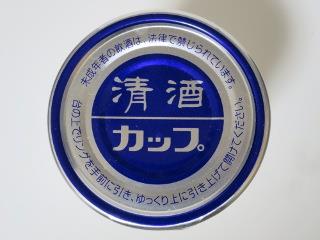 未成年者の飲酒は、法律で禁じられています。
清酒
カップ
台の上でリングを手前に引き、ゆっくり上に引き上げて開けてください。